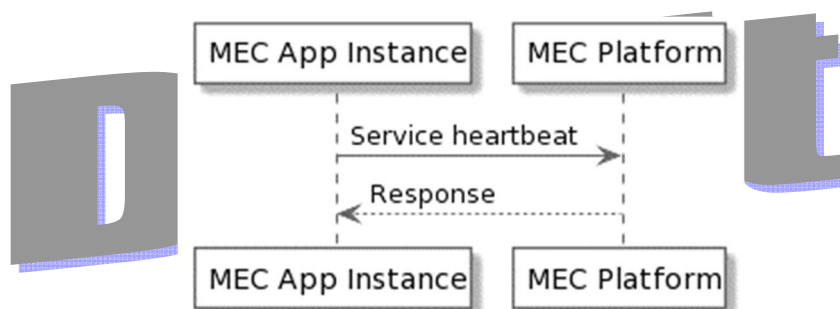 MEC App Instance
MEC Platform
Service heartbeat
Response
MEC App Instance
MEC Platform